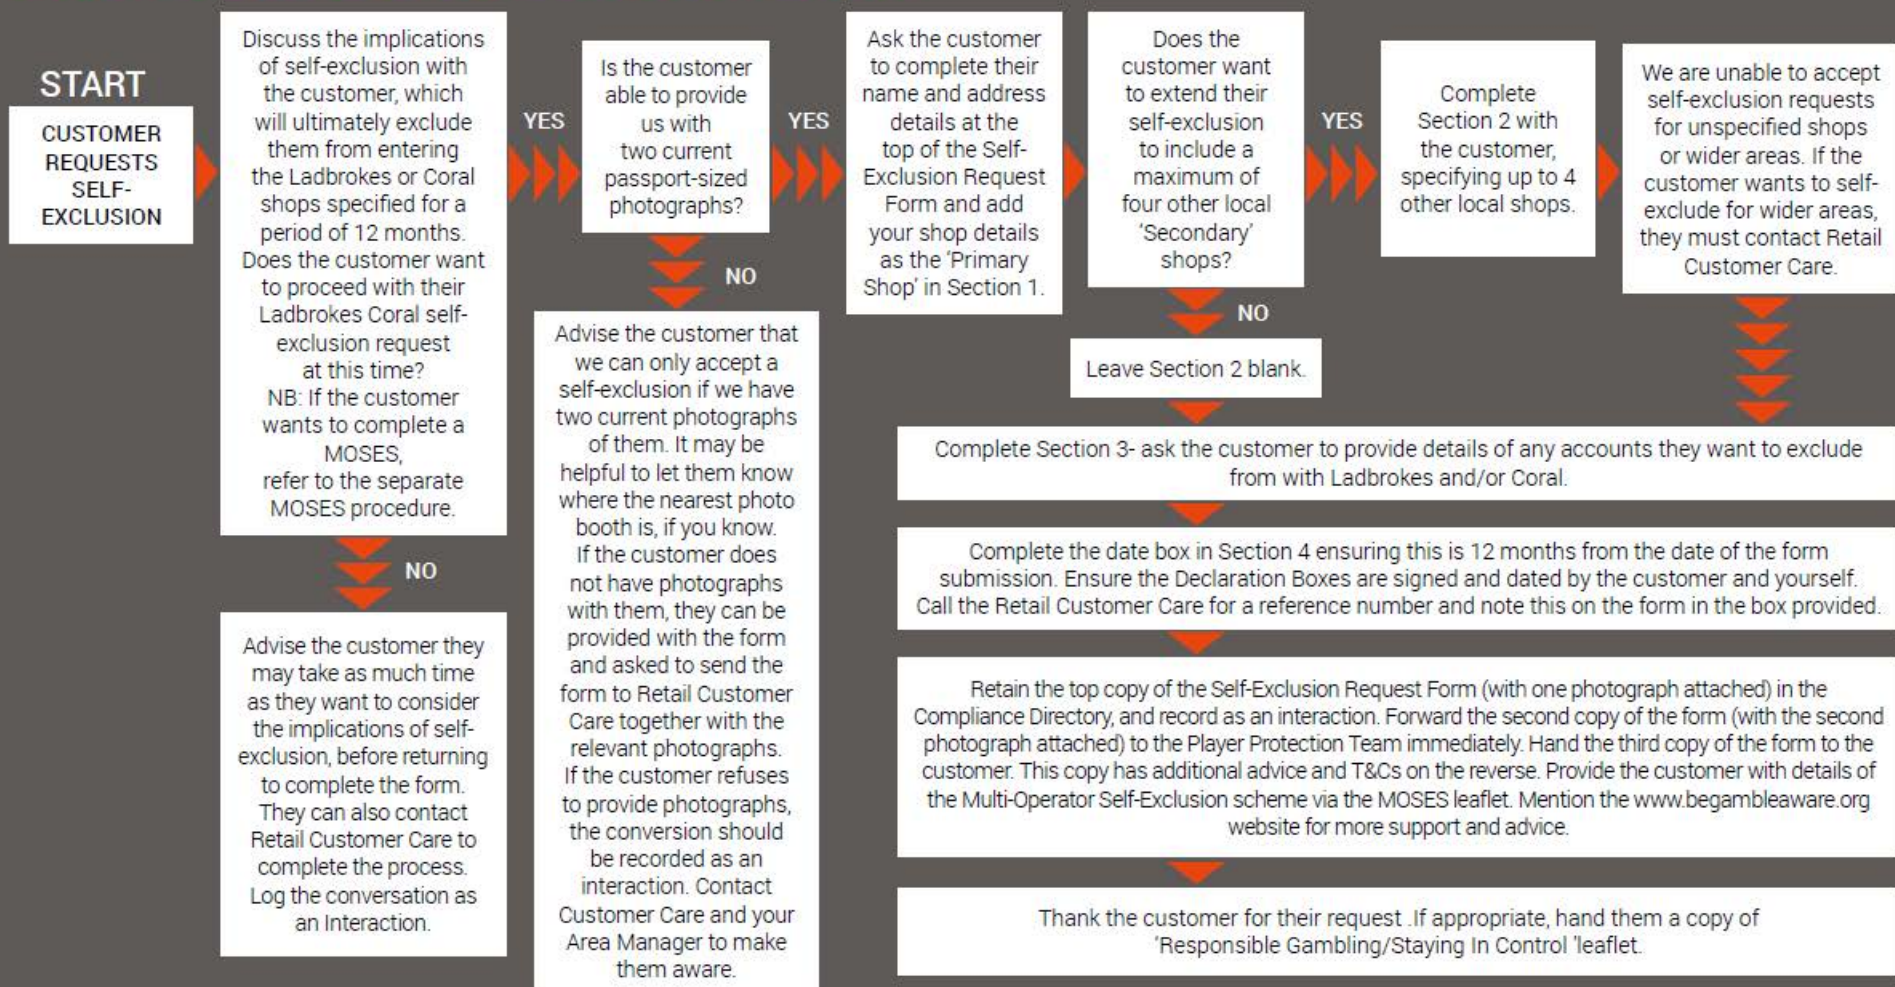 START
CUSTOMER
REQUESTS
SELF-
EXCLUSION
Discuss the implications
of self-exclusion with
the customer, which
will ultimately exclude
them from entering
the Ladbrokes or Coral
shops specified for a
period of 12 months.
Does the customer want
to proceed with their
Ladbrokes Coral self-
exclusion request
at this time?
NB: If the customer
wants to complete a
MOSES,
refer to the separate
MOSES procedure.
NO
Advise the customer they
may take as much time
as they want to consider
the implications of self-
exclusion, before returning
to complete the form.
They can also contact
Retail Customer Care to
complete the process.
Log the conversation as
an Interaction.
YES
Is the customer
able to provide
us with
two current
passport-sized
photographs?
NO
Advise the customer that
we can only accept a
self-exclusion if we have
two current photographs
of them. It may be
helpful to let them know
where the nearest photo
booth is, if you know.
If the customer does
not have photographs
with them, they can be
provided with the form
and asked to send the
form to Retail Customer
Care together with the
relevant photographs.
If the customer refuses
to provide photographs,
the conversion should
be recorded as an
interaction. Contact
Customer Care and your
Area Manager to make
them aware.
YES
Ask the customer
to complete their
name and address
details at the
top of the Self-
Exclusion Request
Form and add
your shop details
as the 'Primary
Shop' in Section 1.
Does the
customer want
to extend their
self-exclusion
to include a
maximum of
four other local
'Secondary'
shops?
NO
Leave Section 2 blank.
YES
Complete
Section 2 with
the customer,
specifying up to 4
other local shops.
We are unable to accept
self-exclusion requests
for unspecified shops
or wider areas. If the
customer wants to self-
exclude for wider areas,
they must contact Retail
Customer Care.
Complete Section 3- ask the customer to provide details of any accounts they want to exclude
from with Ladbrokes and/or Coral.
Complete the date box in Section 4 ensuring this is 12 months from the date of the form
submission. Ensure the Declaration Boxes are signed and dated by the customer and yourself.
Call the Retail Customer Care for a reference number and note this on the form in the box provided.
Retain the top copy of the Self-Exclusion Request Form (with one photograph attached) in the
Compliance Directory, and record as an interaction. Forward the second copy of the form (with the second
photograph attached) to the Player Protection Team immediately. Hand the third copy of the form to the
customer. This copy has additional advice and T&Cs on the reverse. Provide the customer with details of
the Multi-Operator Self-Exclusion scheme via the MOSES leaflet. Mention the www.begambleaware.org
website for more support and advice.
Thank the customer for their request .If appropriate, hand them a copy of
'Responsible Gambling/Staying In Control 'leaflet.